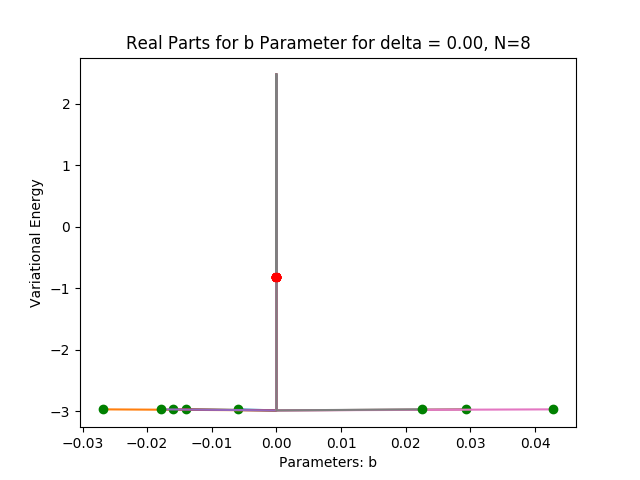 Real Parts for b Parameter for delta = 0.00, N=8
Variational Energy
2
1
0
−1
−2
−3
−0.03 −0.02 −0.01 0.00 0.01 0.02 0.03 0.04
Parameters: b